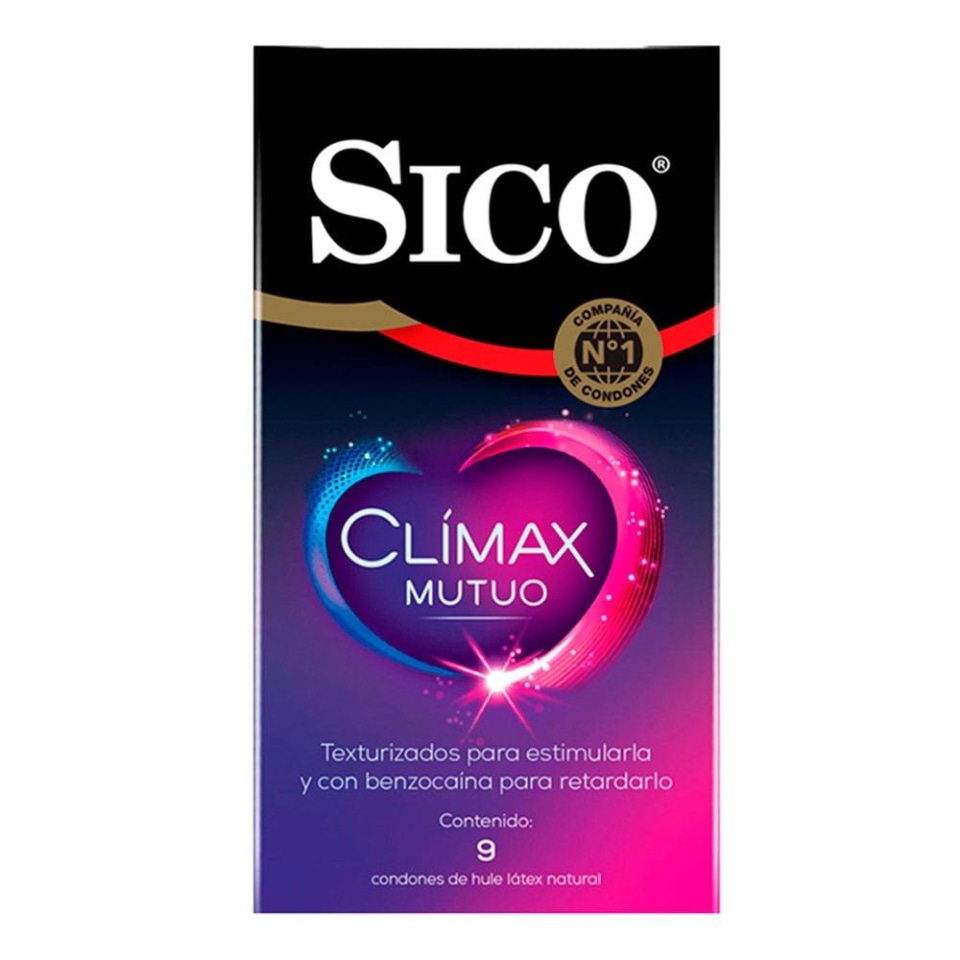 SICO®
COMPAÑÍA
N°1
DE CONDONES
CLÍMAX
MUTUO
Texturizados para estimularla
y con benzocaína para retardarlo
Contenido:
9
condones de hule látex natural